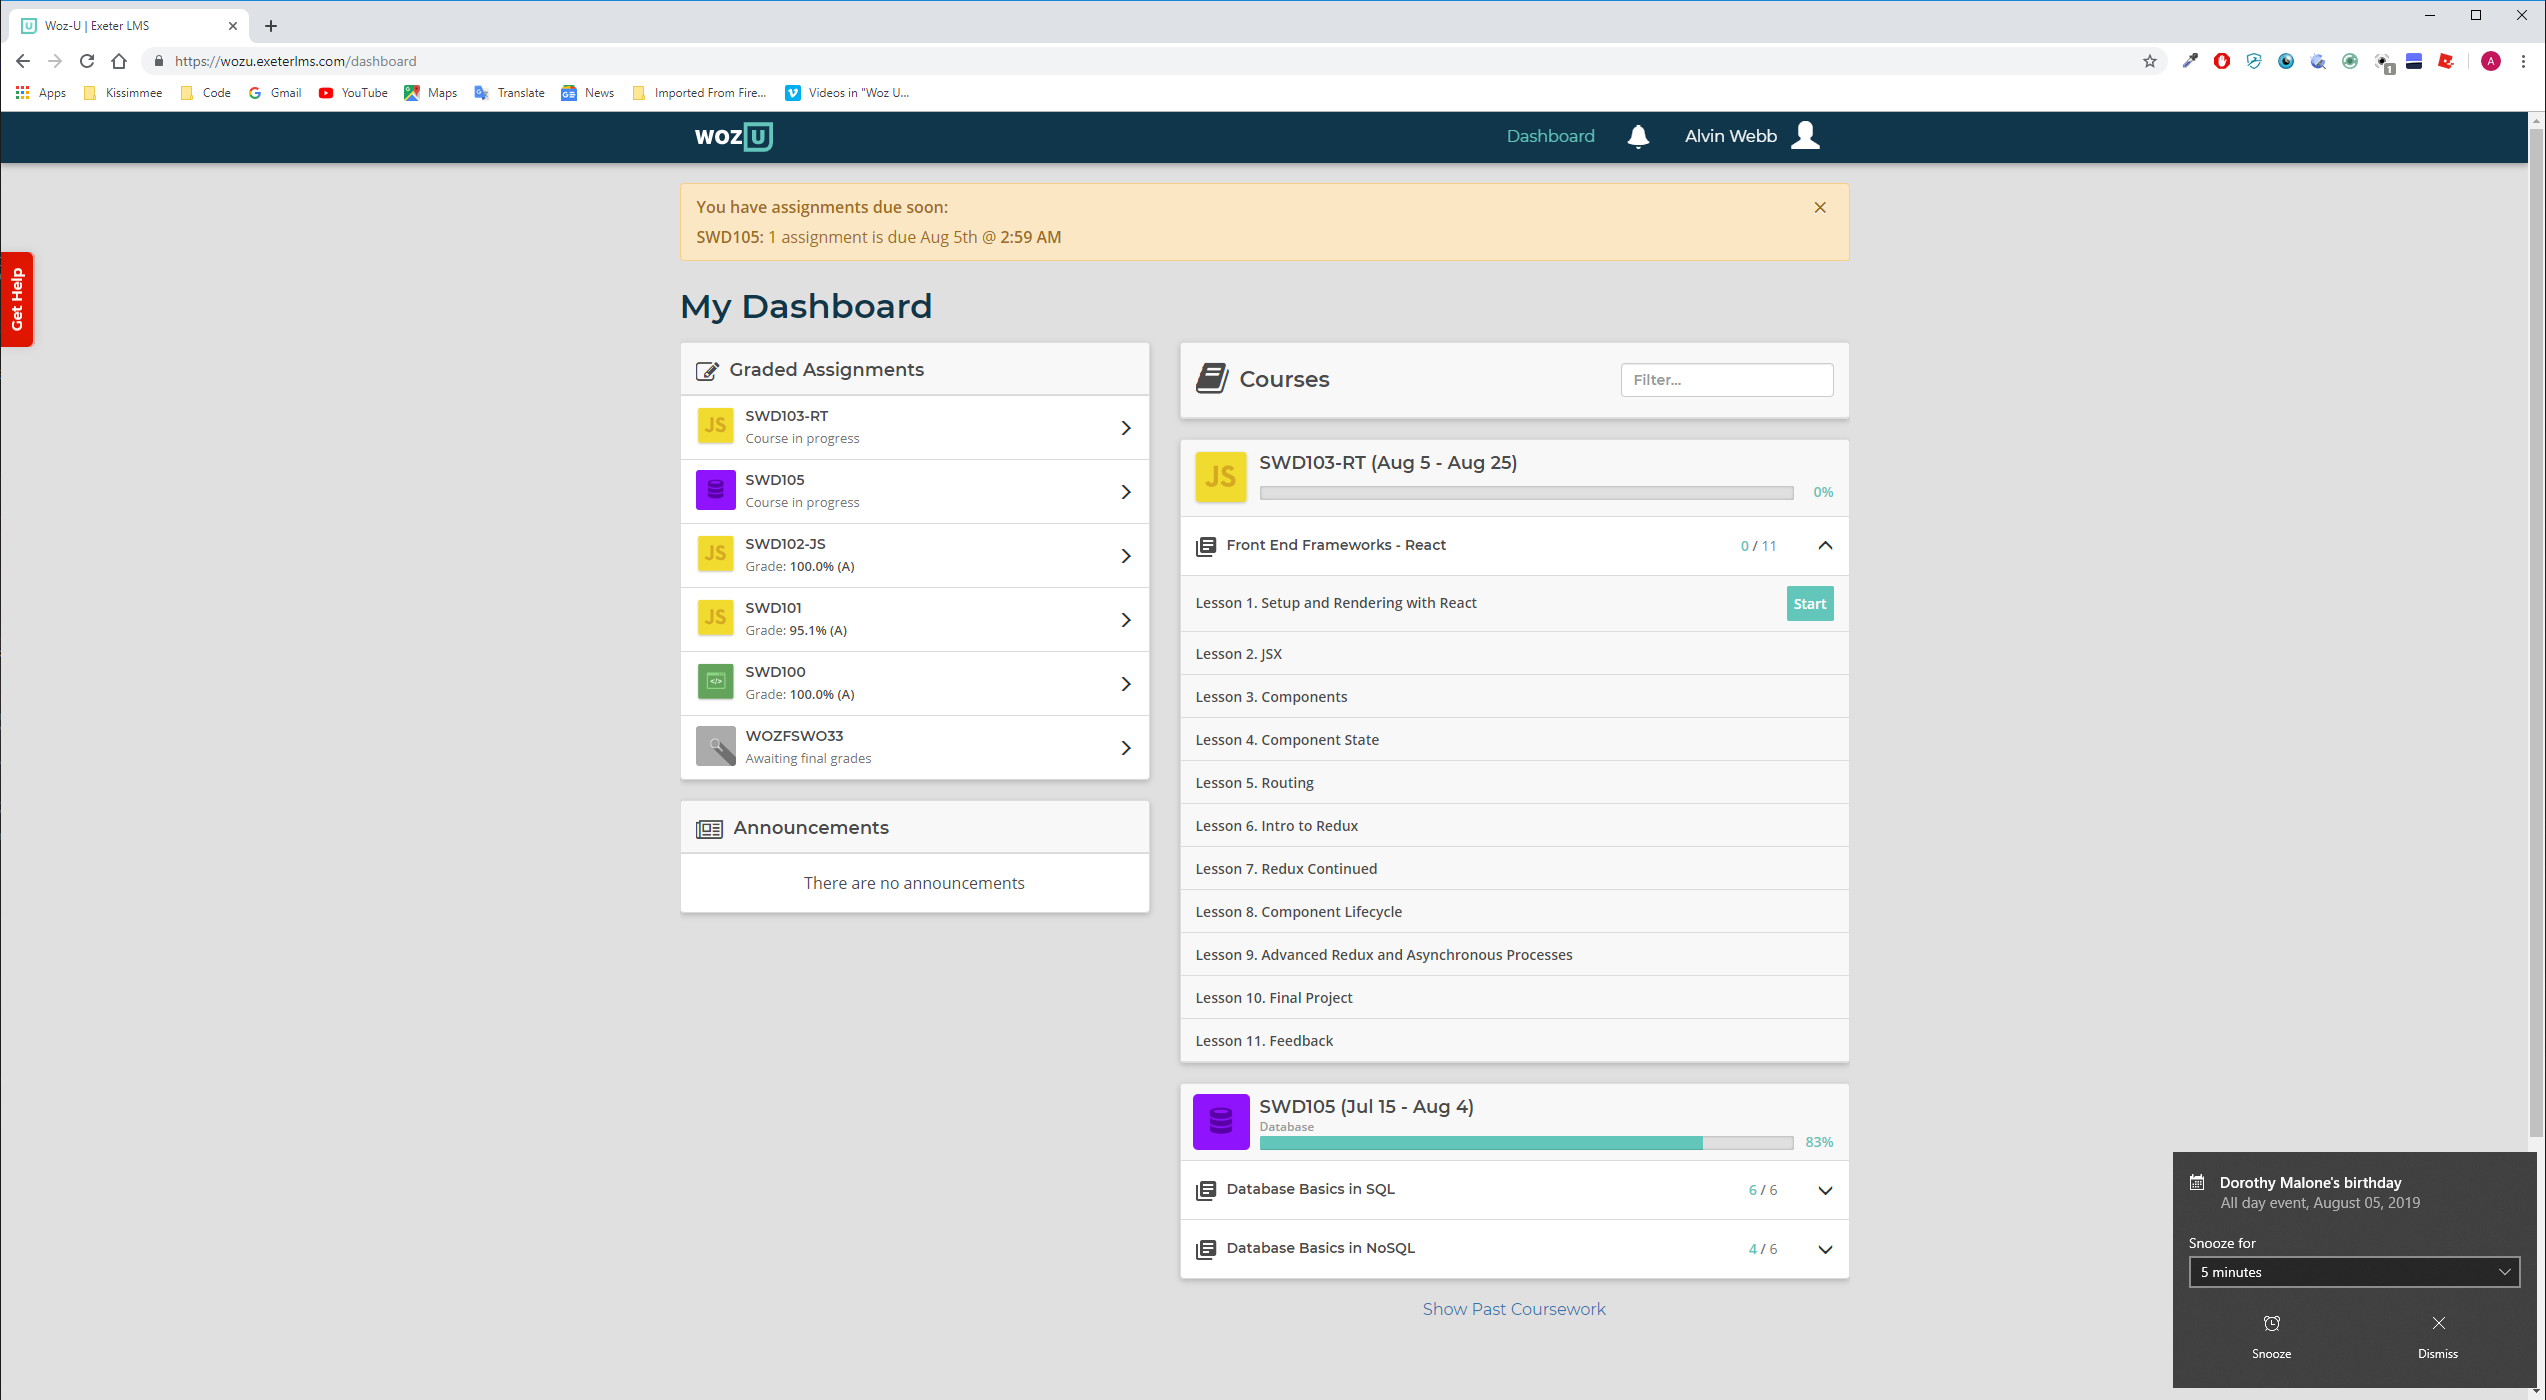 Woz-U | Exeter LMS
https://wozu.exeterlms.com/dashboard
A
1
Apps Kissimmee Code Gmail YouTube Maps Translate News Imported From Fire... Videos in "Woz U...
WOZ U Dashboard Alvin Webb
You have assignments due soon:
SWD105: 1 assignment is due Aug 5th @ 2:59 AM
Get Help
My Dashboard
Graded Assignments
JS SWD103-RT
Course in progress
SWD105
Course in progress
JS SWD102-JS
Grade: 100.0% (A)
JS SWD101
Grade: 95.1% (A)
SWD100
Grade: 100.0% (A)
WOZFSWO33
Awaiting final grades
Announcements
There are no announcements
Courses Filter...
JS SWD103-RT (Aug 5 - Aug 25)
0%
Front End Frameworks - React 0 / 11
Lesson 1. Setup and Rendering with React Start
Lesson 2. JSX
Lesson 3. Components
Lesson 4. Component State
Lesson 5. Routing
Lesson 6. Intro to Redux
Lesson 7. Redux Continued
Lesson 8. Component Lifecycle
Lesson 9. Advanced Redux and Asynchronous Processes
Lesson 10. Final Project
Lesson 11. Feedback
SWD105 (Jul 15 - Aug 4)
Database
83%
Database Basics in SQL 6 / 6
Database Basics in NoSQL 4 / 6
Show Past Coursework
Dorothy Malone's birthday
All day event, August 05, 2019
Snooze for
5 minutes
Snooze Dismiss